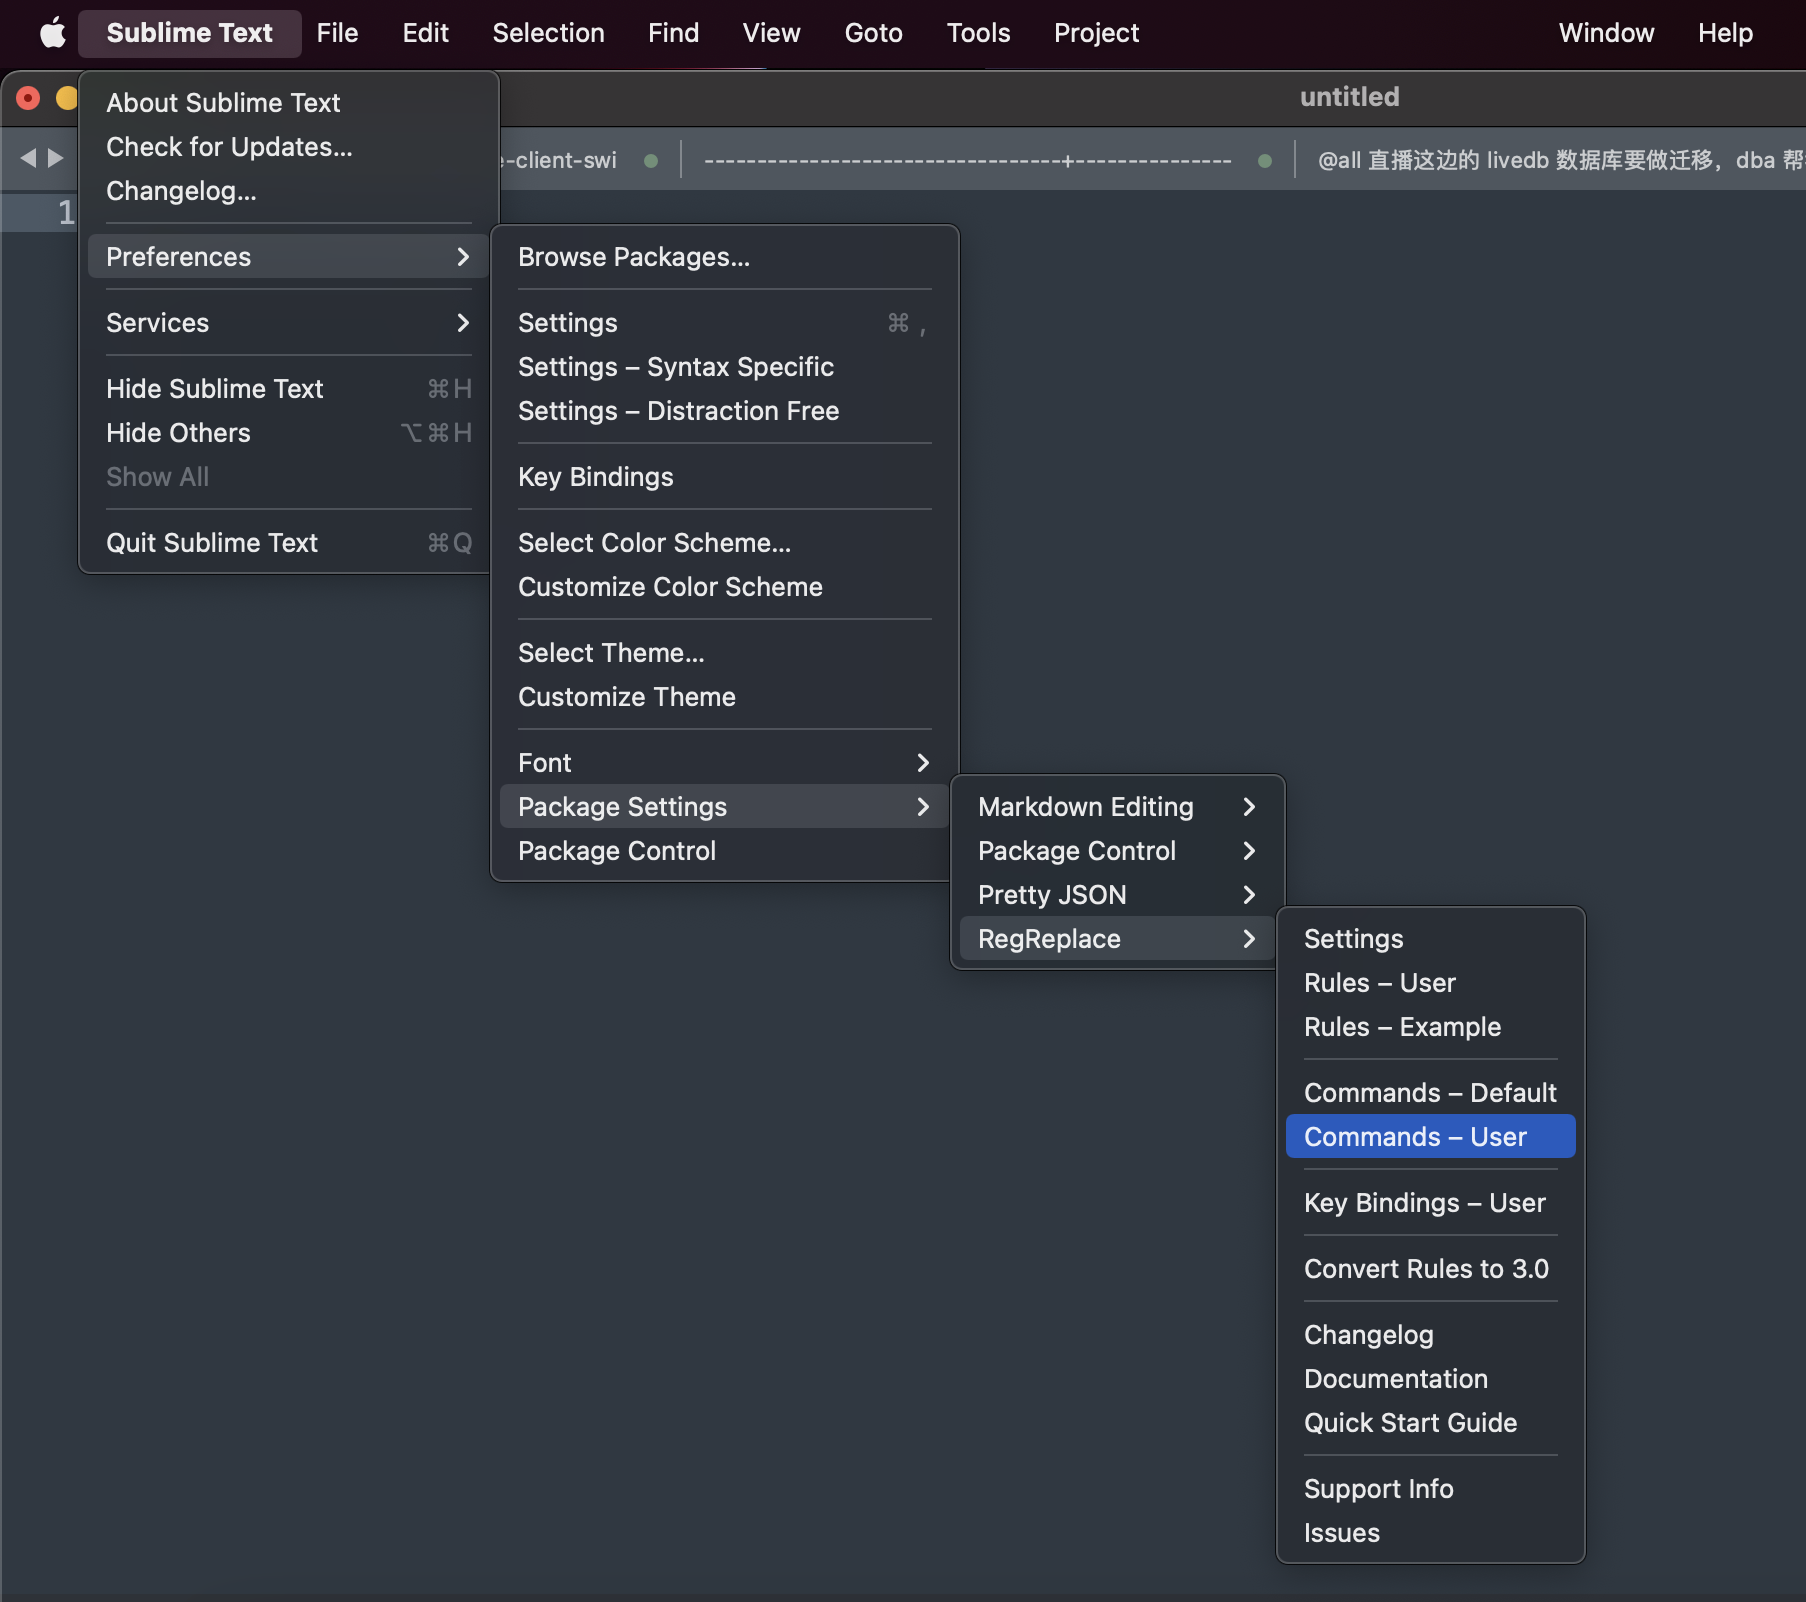 Sublime Text File Edit Selection Find View Goto Tools Project Window Help
untitled
e-client-swi
----------------------------------+---------------
@all 直播这边的 livedb 数据库要做迁移，dba 帮
1
About Sublime Text
Check for Updates...
Changelog...
Preferences
Services
Hide Sublime Text ⌘H
Hide Others ⌥⌘H
Show All
Quit Sublime Text ⌘Q
Browse Packages...
Settings ⌘ ,
Settings – Syntax Specific
Settings – Distraction Free
Key Bindings
Select Color Scheme...
Customize Color Scheme
Select Theme...
Customize Theme
Font
Package Settings
Package Control
Markdown Editing
Package Control
Pretty JSON
RegReplace
Settings
Rules – User
Rules – Example
Commands – Default
Commands – User
Key Bindings – User
Convert Rules to 3.0
Changelog
Documentation
Quick Start Guide
Support Info
Issues